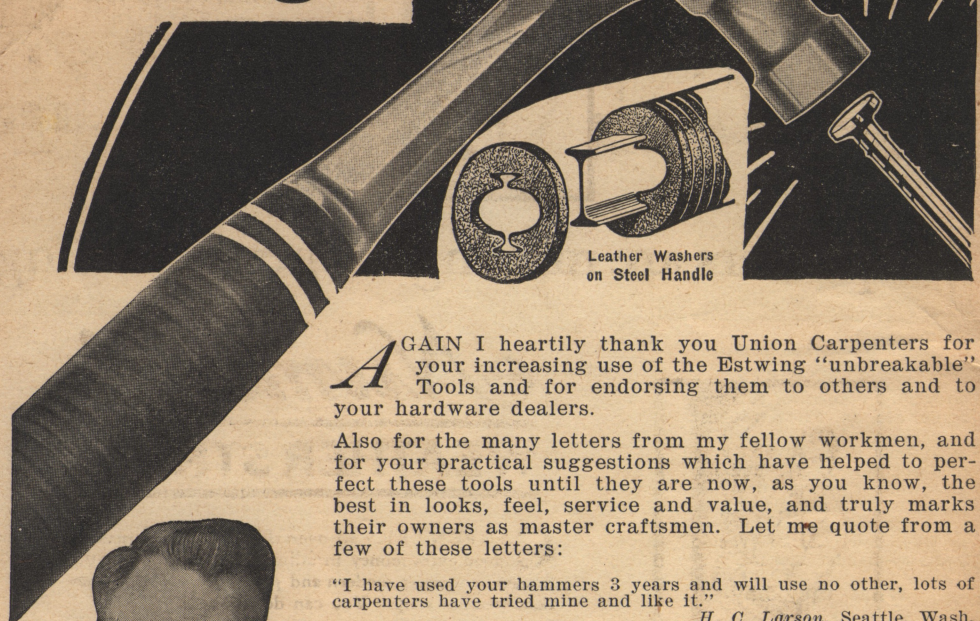 Leather Washers
on Steel Handle
AGAIN I heartily thank you Union Carpenters for
your increasing use of the Estwing “unbreakable”
Tools and for endorsing them to others and to
your hardware dealers.
Also for the many letters from my fellow workmen, and
for your practical suggestions which have helped to per-
fect these tools until they are now, as you know, the
best in looks, feel, service and value, and truly marks
their owners as master craftsmen. Let me quote from a
few of these letters:
“I have used your hammers 3 years and will use no other, lots of
carpenters have tried mine and like it.”
H. C. Larson, Seattle, Wash.